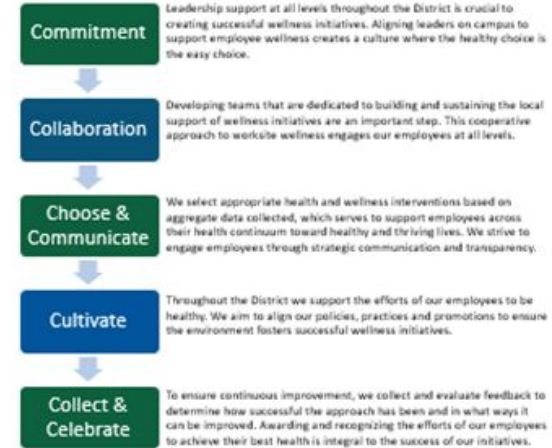 Commitment
Leadership support at all levels throughout the District is crucial to
creating successful wellness initiatives. Aligning leaders on campus to
support employee wellness creates a culture where the healthy choice is
the easy choice.
Collaboration
Developing teams that are dedicated to building and sustaining the local
support of wellness initiatives are an important step. This cooperative
approach to worksite wellness engages our employees at all levels.
Choose &
Communicate
We select appropriate health and wellness interventions based on
aggregate data collected, which serves to support employees across
their health continuum toward healthy and thriving lives. We strive to
engage employees through strategic communication and transparency.
Cultivate
Throughout the District we support the efforts of our employees to be
healthy. We aim to align our policies, practices and promotions to ensure
the environment fosters successful wellness initiatives.
Collect &
Celebrate
To ensure continuous improvement, we collect and evaluate feedback to
determine how successful the approach has been and in what ways it
can be improved. Awarding and recognizing the efforts of our employees
to achieve their best health is integral to the success of our initiatives.